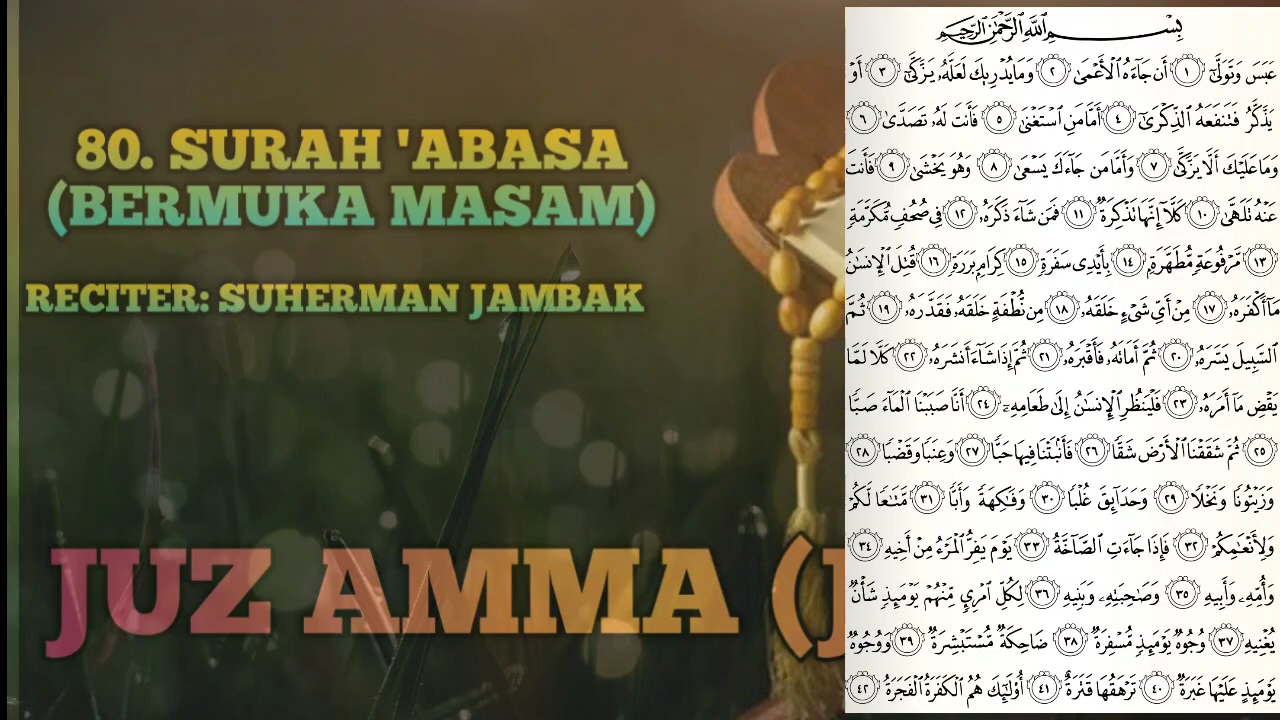 80. SURAH 'ABASA
(BERMUKA MASAM)
RECITER: SUHERMAN JAMBAK
JUZ AMMA (J
بِسْمِ ٱللَّهِ ٱلرَّحْمَٰنِ ٱلرَّحِيمِ
عَبَسَ وَتَوَلَّىٰٓ ١ أَن جَآءَهُ ٱلْأَعْمَىٰ ٢ وَمَا يُدْرِيكَ لَعَلَّهُۥ يَزَّكَّىٰٓ ٣ أَوْ
يَذَّكَّرُ فَتَنفَعَهُ ٱلذِّكْرَىٰٓ ٤ أَمَّا مَنِ ٱسْتَغْنَىٰ ٥ فَأَنتَ لَهُۥ تَصَدَّىٰ ٦
وَمَا عَلَيْكَ أَلَّا يَزَّكَّىٰ ٧ وَأَمَّا مَن جَآءَكَ يَسْعَىٰ ٨ وَهُوَ يَخْشَىٰ ٩ فَأَنتَ
عَنْهُ تَلَهَّىٰ ١٠ كَلَّآ إِنَّهَا تَذْكِرَةٌ ١١ فَمَن شَآءَ ذَكَرَهُۥ ١٢ فِى صُحُفٍ مُّكَرَّمَةٍ
١٣ مَّرْفُوعَةٍ مُّطَهَّرَةٍۭ ١٤ بِأَيْدِى سَفَرَةٍ ١٥ كِرَامٍۭ بَرَرَةٍ ١٦ قُتِلَ ٱلْإِنسَٰنُ
مَآ أَكْفَرَهُۥ ١٧ مِنْ أَىِّ شَىْءٍ خَلَقَهُۥ ١٨ مِن نُّطْفَةٍ خَلَقَهُۥ فَقَدَّرَهُۥ ١٩ ثُمَّ
ٱلسَّبِيلَ يَسَّرَهُۥ ٢٠ ثُمَّ أَمَاتَهُۥ فَأَقْبَرَهُۥ ٢١ ثُمَّ إِذَا شَآءَ أَنشَرَهُۥ ٢٢ كَلَّا لَمَّا
يَقْضِ مَآ أَمَرَهُۥ ٢٣ فَلْيَنظُرِ ٱلْإِنسَٰنُ إِلَىٰ طَعَامِهِۦٓ ٢٤ أَنَّا صَبَبْنَا ٱلْمَآءَ صَبًّا
٢٥ ثُمَّ شَقَقْنَا ٱلْأَرْضَ شَقًّا ٢٦ فَأَنۢبَتْنَا فِيهَا حَبًّا ٢٧ وَعِنَبًا وَقَضْبًا ٢٨
وَزَيْتُونًا وَنَخْلًا ٢٩ وَحَدَآئِقَ غُلْبًا ٣٠ وَفَٰكِهَةً وَأَبًّا ٣١ مَّتَٰعًا لَّكُمْ
وَلِأَنْعَٰمِكُمْ ٣٢ فَإِذَا جَآءَتِ ٱلصَّآخَّةُ ٣٣ يَوْمَ يَفِرُّ ٱلْمَرْءُ مِنْ أَخِيهِ ٣٤
وَأُمِّهِۦ وَأَبِيهِ ٣٥ وَصَٰحِبَتِهِۦ وَبَنِيهِ ٣٦ لِكُلِّ ٱمْرِئٍ مِّنْهُمْ يَوْمَئِذٍ شَأْنٌ
يُغْنِيهِ ٣٧ وُجُوهٌ يَوْمَئِذٍ مُّسْفِرَةٌ ٣٨ ضَاحِكَةٌ مُّسْتَبْشِرَةٌ ٣٩ وَوُجُوهٌ
يَوْمَئِذٍ عَلَيْهَا غَبَرَةٌ ٤٠ تَرْهَقُهَا قَتَرَةٌ ٤١ أُو۟لَٰٓئِكَ هُمُ ٱلْكَفَرَةُ ٱلْفَجَرَةُ ٤٢